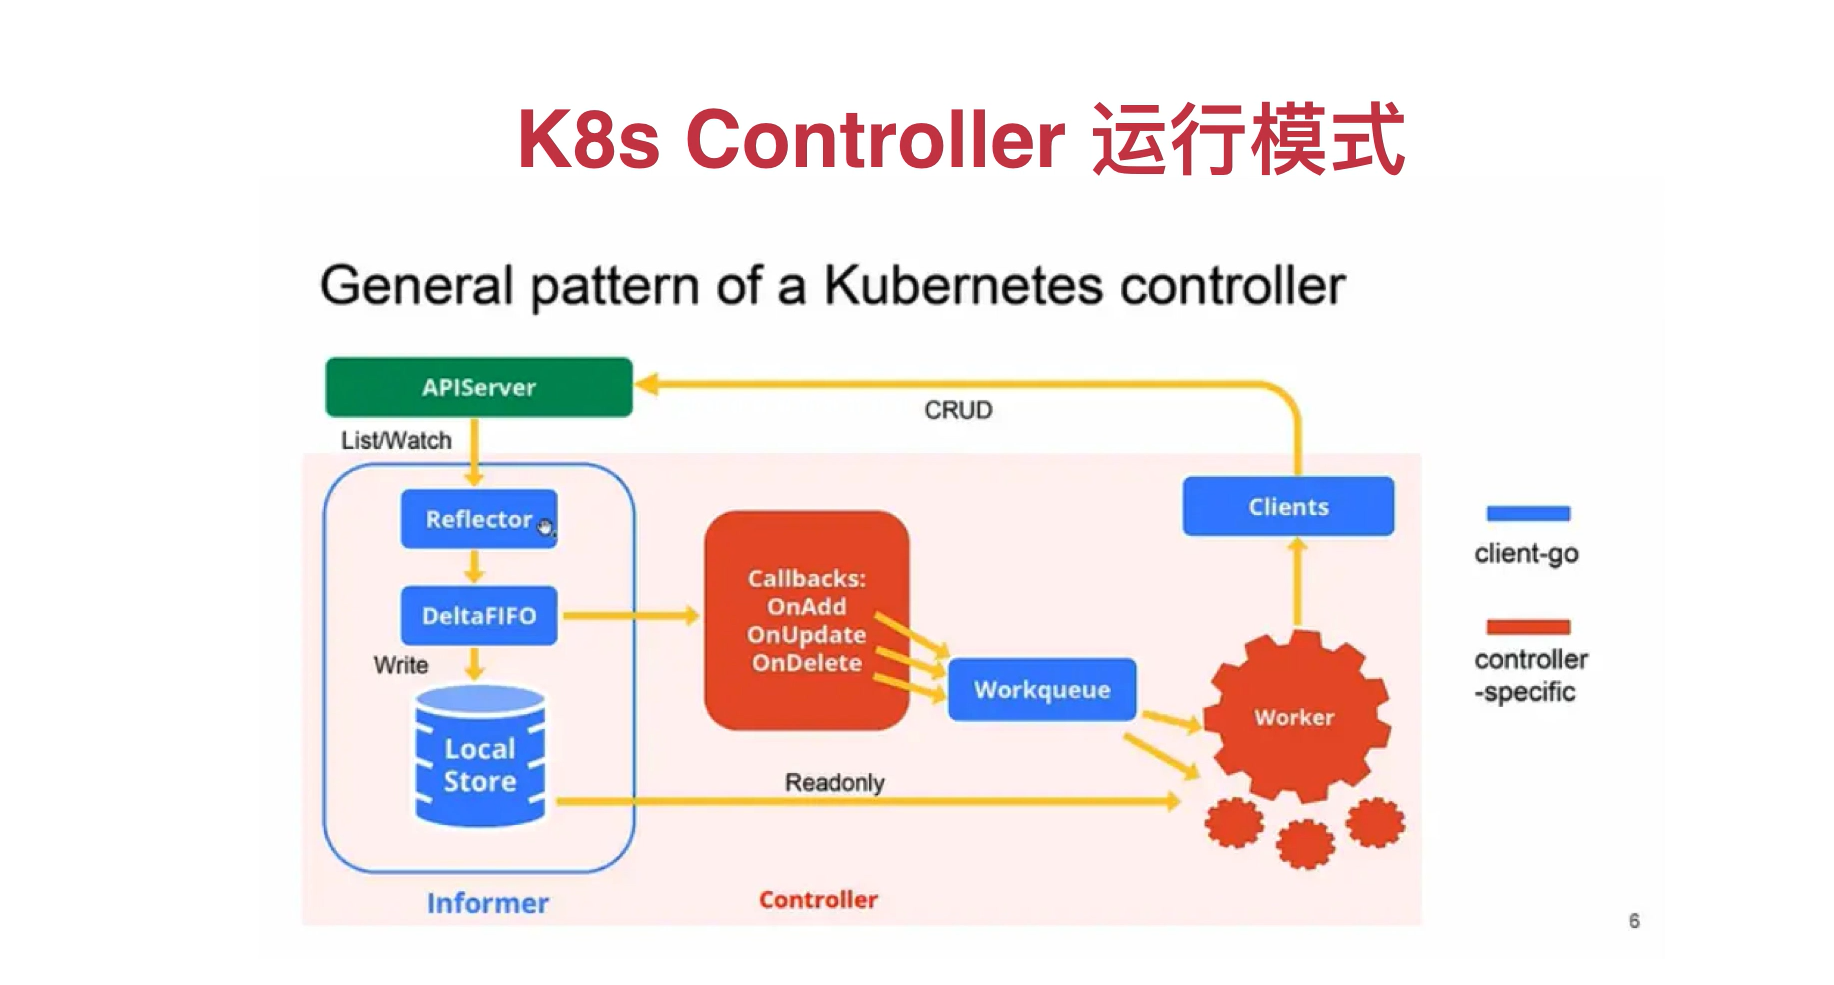 K8s Controller 运行模式
General pattern of a Kubernetes controller
APIServer
CRUD
List/Watch
Reflector
Clients
client-go
DeltaFIFO
Callbacks:
OnAdd
OnUpdate
OnDelete
Write
Workqueue
Worker
controller
-specific
Local
Store
Readonly
Informer
Controller
6